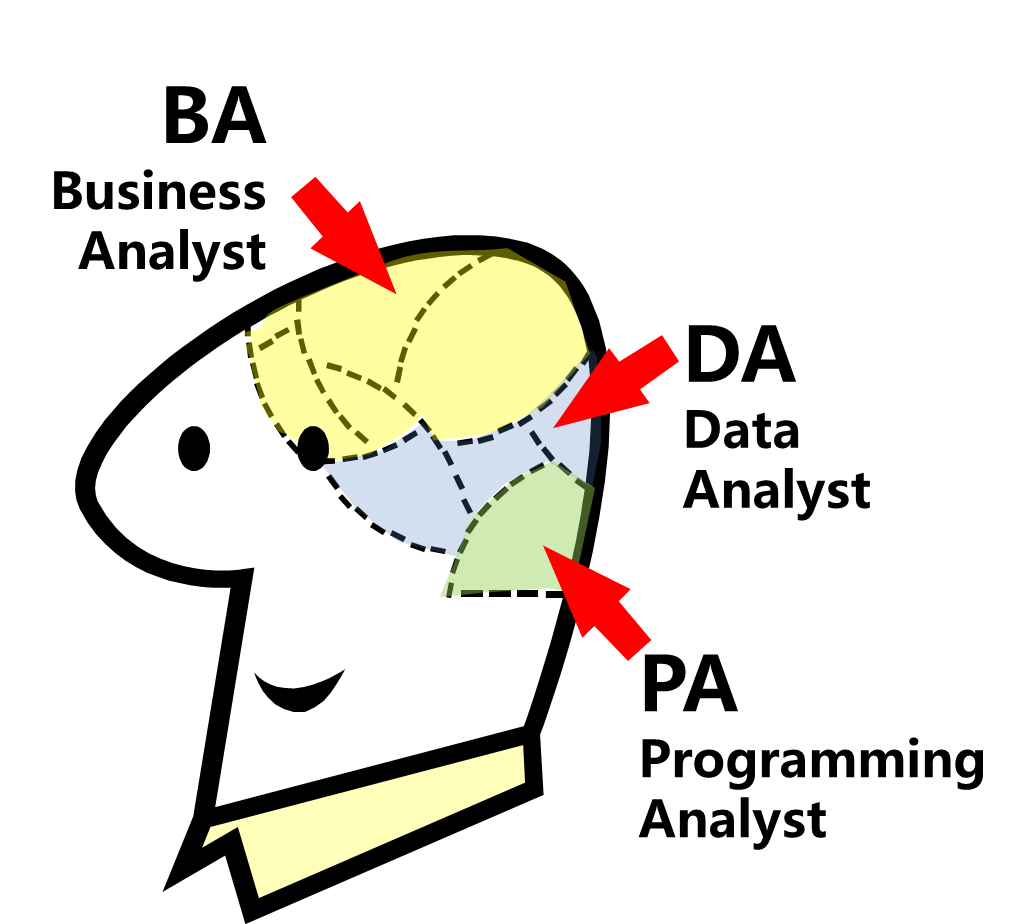 BA
Business
Analyst
DA
Data
Analyst
PA
Programming
Analyst